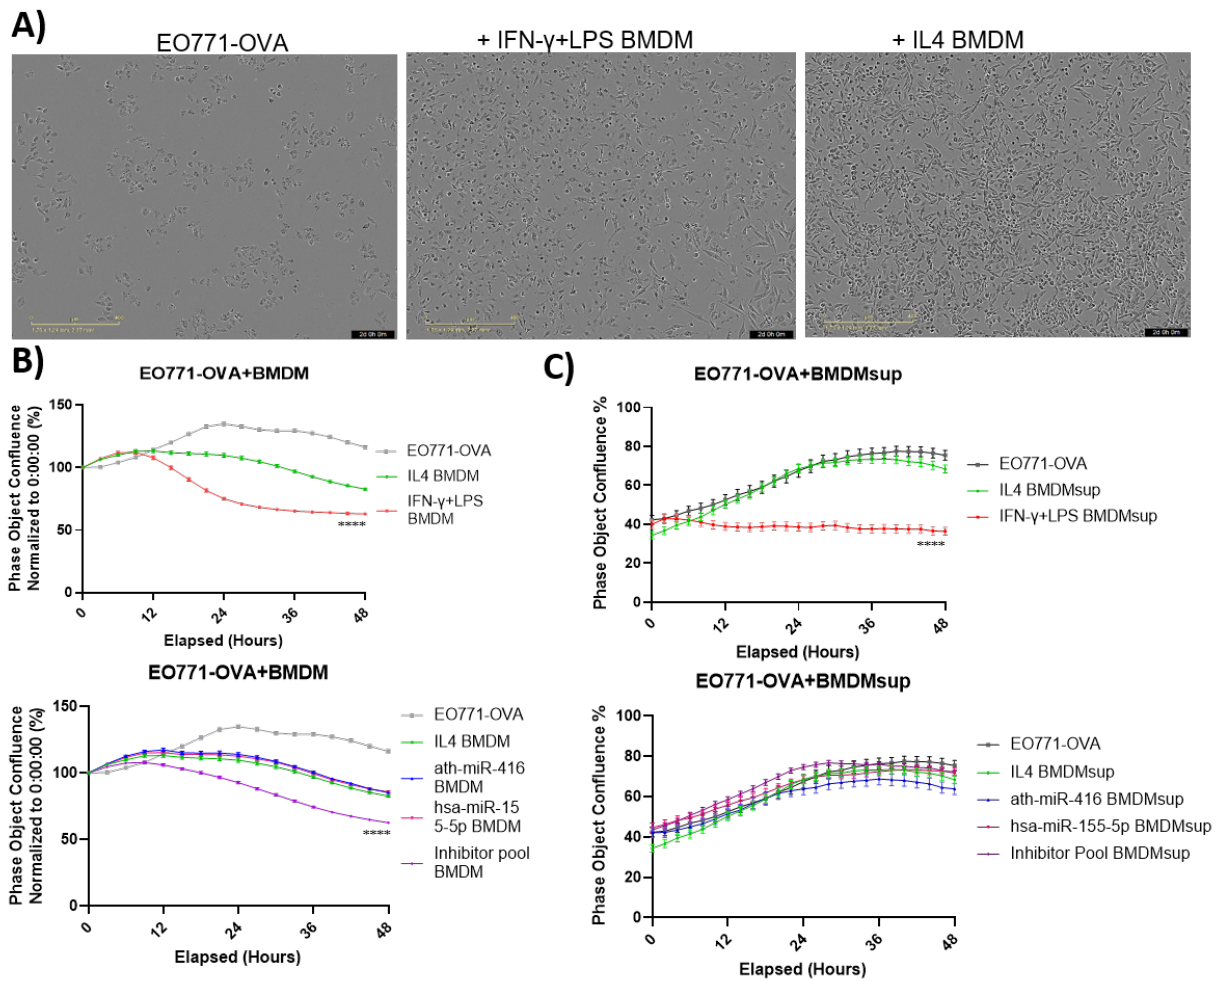 A)
EO771-OVA
+ IFN-γ+LPS BMDM
+ IL4 BMDM
2d 0h 0m
2d 0h 0m
2d 0h 0m
B)
EO771-OVA+BMDM
Phase Object Confluence
Normalized to 0:00:00 (%)
150
100
50
0
0
12
24
36
48
Elapsed (Hours)
EO771-OVA
IL4 BMDM
IFN-γ+LPS
BMDM
****
C)
EO771-OVA+BMDMsup
Phase Object Confluence %
100
80
60
40
20
0
0
12
24
36
48
Elapsed (Hours)
EO771-OVA
IL4 BMDMsup
IFN-γ+LPS BMDMsup
****
EO771-OVA+BMDM
Phase Object Confluence
Normalized to 0:00:00 (%)
150
100
50
0
0
12
24
36
48
Elapsed (Hours)
EO771-OVA
IL4 BMDM
ath-miR-416
BMDM
hsa-miR-15
5-5p BMDM
Inhibitor pool
BMDM
****
EO771-OVA+BMDMsup
Phase Object Confluence %
100
80
60
40
20
0
0
12
24
36
48
Elapsed (Hours)
EO771-OVA
IL4 BMDMsup
ath-miR-416 BMDMsup
hsa-miR-155-5p BMDMsup
Inhibitor Pool BMDMsup